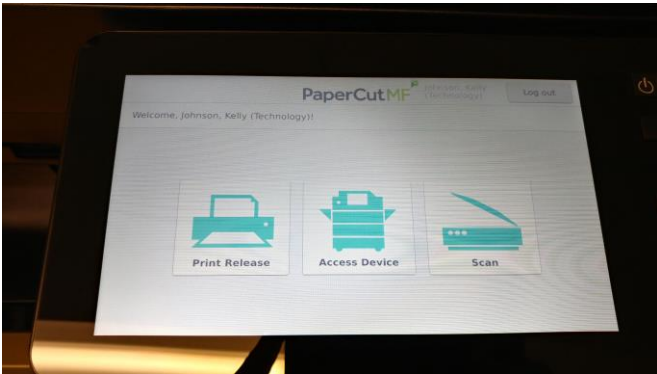 PaperCutMF
Johnson, Kelly
(Technology)
Log out
Welcome, Johnson, Kelly (Technology)!
Print Release
Access Device
Scan